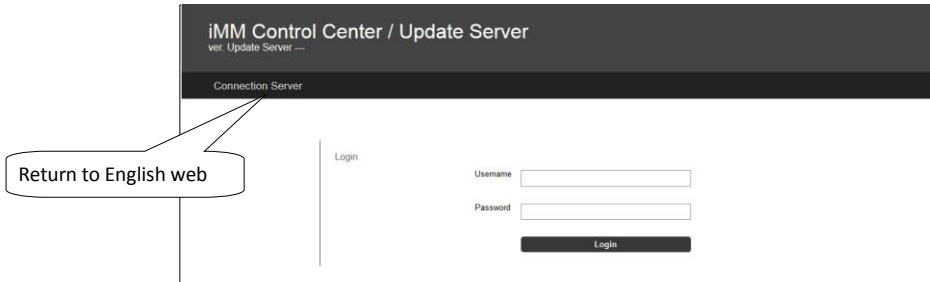 iMM Control Center / Update Server
ver. Update Server ---
Connection Server
Return to English web
Login
Username
Password
Login